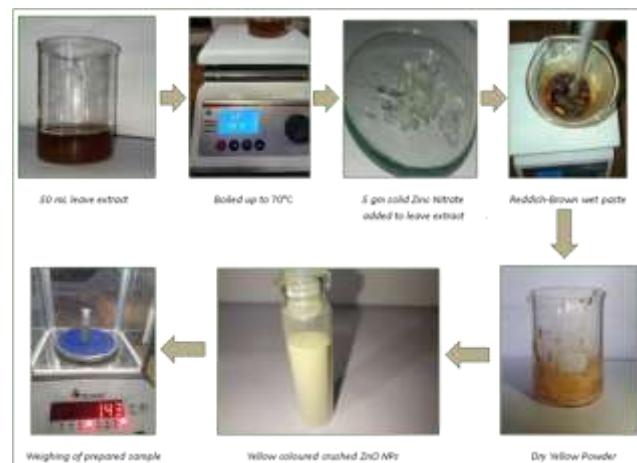 50 mL leave extract
Boiled up to 70°C
5 gm solid Zinc Nitrate
added to leave extract
Reddich-Brown wet paste
Weighing of prepared sample
Yellow coloured crushed ZnO NPs
Dry Yellow Powder